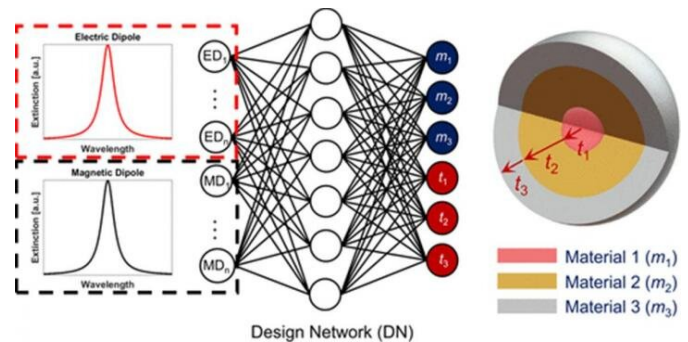 Electric Dipole
Extinction [a.u.]
Wavelength
Magnetic Dipole
Extinction [a.u.]
Wavelength
ED1
⋮
EDn
MD1
⋮
MDn
m1
m2
m3
t1
t2
t3
Design Network (DN)
t1
t2
t3
Material 1 (m1)
Material 2 (m2)
Material 3 (m3)